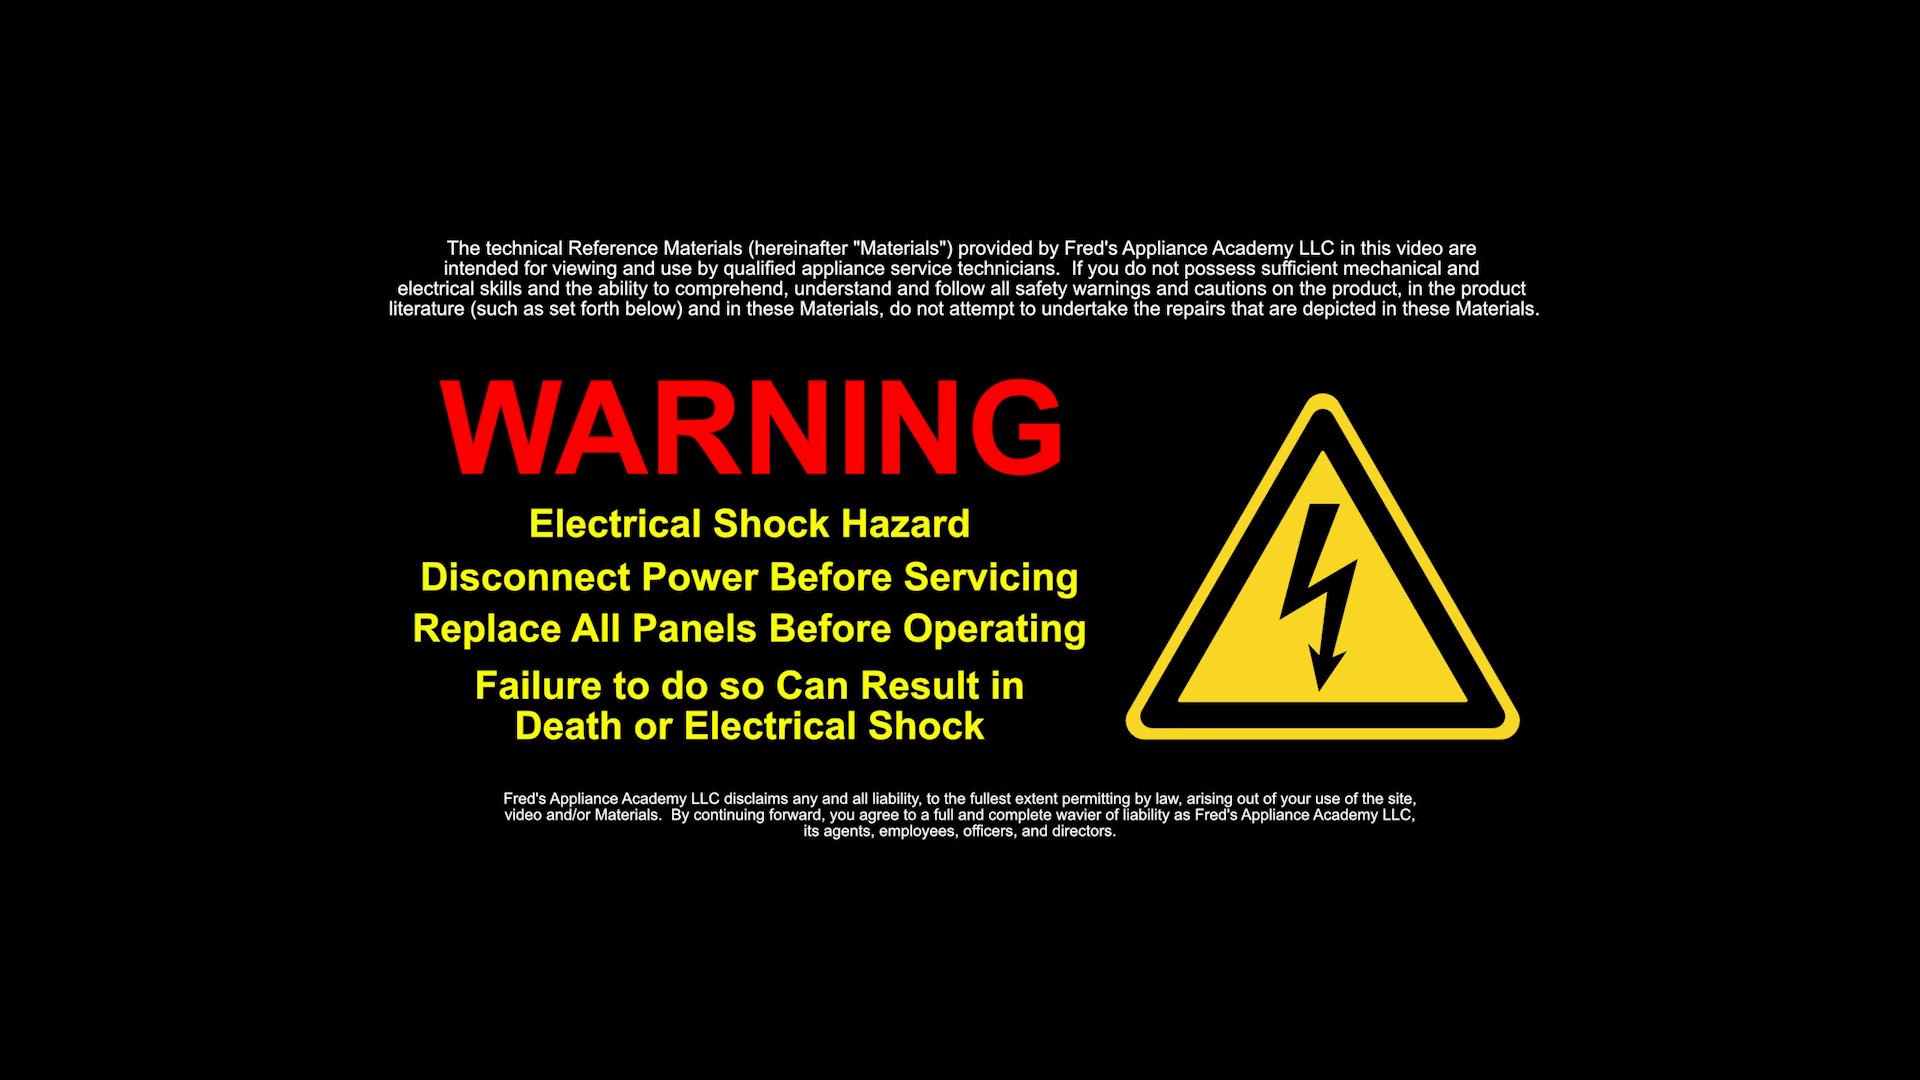 The technical Reference Materials (hereinafter "Materials") provided by Fred's Appliance Academy LLC in this video are
intended for viewing and use by qualified appliance service technicians.  If you do not possess sufficient mechanical and
electrical skills and the ability to comprehend, understand and follow all safety warnings and cautions on the product, in the product
literature (such as set forth below) and in these Materials, do not attempt to undertake the repairs that are depicted in these Materials.
WARNING
Electrical Shock Hazard
Disconnect Power Before Servicing
Replace All Panels Before Operating
Failure to do so Can Result in
Death or Electrical Shock
Fred's Appliance Academy LLC disclaims any and all liability, to the fullest extent permitting by law, arising out of your use of the site,
video and/or Materials.  By continuing forward, you agree to a full and complete wavier of liability as Fred's Appliance Academy LLC,
its agents, employees, officers, and directors.